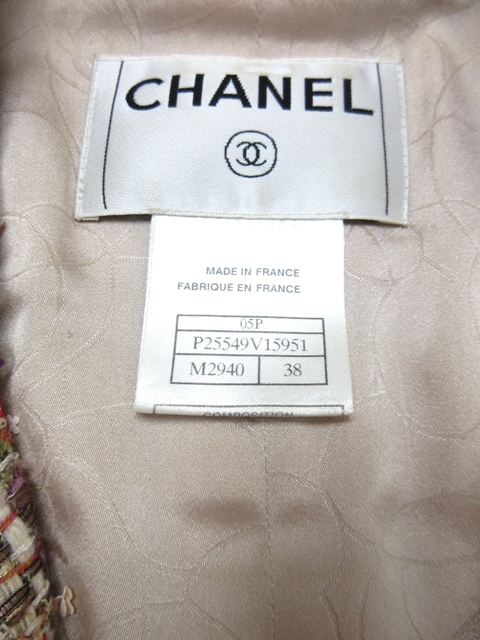 CHANEL
MADE IN FRANCE
FABRIQUE EN FRANCE
05P
P25549V15951
M2940 38
COMPOSITION